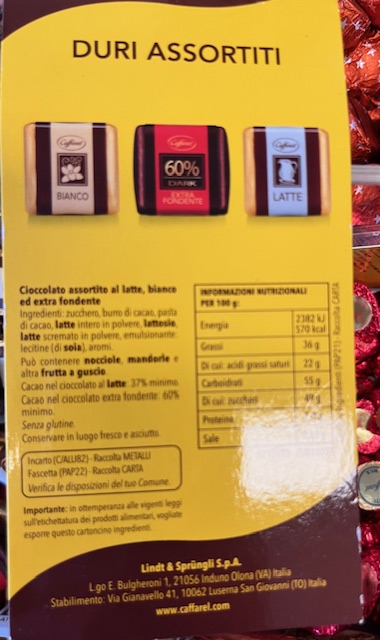 DURI ASSORTITI
Caffarel
BIANCO
Caffarel
60%
DARK
EXTRA
FONDENTE
Caffarel
LATTE
Cioccolato assortito al latte, bianco
ed extra fondente
Ingredienti: zucchero, burro di cacao, pasta
di cacao, latte intero in polvere, lattosio,
latte scremato in polvere, emulsionante:
lecitine (di soia), aromi.
Può contenere nocciole, mandorle e
altra frutta a guscio.
Cacao nel cioccolato al latte: 37% minimo.
Cacao nel cioccolato extra fondente: 60%
minimo.
Senza glutine.
Conservare in luogo fresco e asciutto.
INFORMAZIONI NUTRIZIONALI
PER 100 g:
Energia 2382 kJ
570 kcal
Grassi 36 g
Di cui: acidi grassi saturi 22 g
Carboidrati 55 g
Di cui: zuccheri 49 g
Proteine
Sale
(PAP21) - Raccolta CARTA
Incarto (C/ALU82) - Raccolta METALLI
Fascetta (PAP22) - Raccolta CARTA
Verifica le disposizioni del tuo Comune.
Importante: in ottemperanza alle vigenti leggi
sull'etichettatura dei prodotti alimentari, vogliate
esporre questo cartoncino ingredienti.
Lindt & Sprüngli S.p.A.
L.go E. Bulgheroni 1, 21056 Induno Olona (VA) Italia
Stabilimento: Via Gianavello 41, 10062 Luserna San Giovanni (TO) Italia
www.caffarel.com